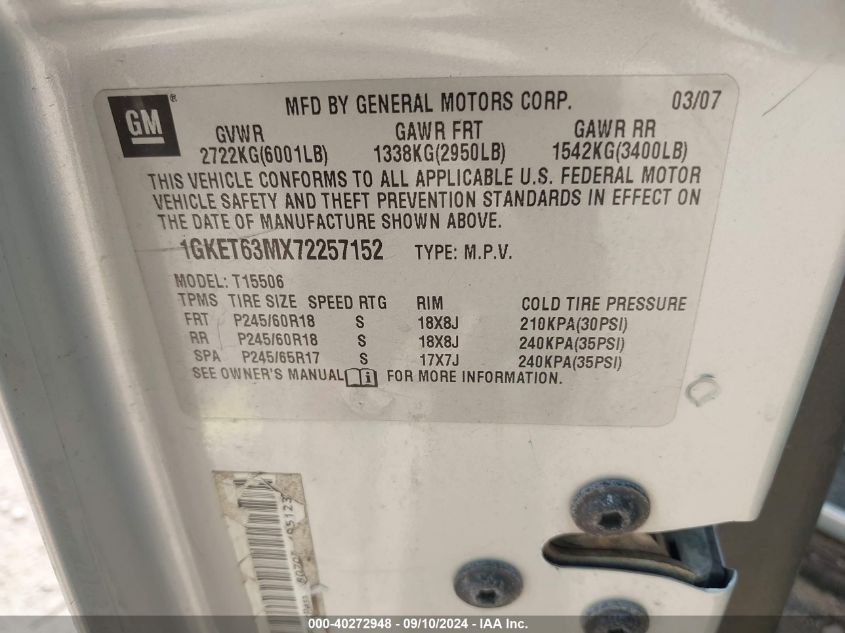 GM®
MFD BY GENERAL MOTORS CORP. 03/07
GVWR GAWR FRT GAWR RR
2722KG(6001LB) 1338KG(2950LB) 1542KG(3400LB)
THIS VEHICLE CONFORMS TO ALL APPLICABLE U.S. FEDERAL MOTOR
VEHICLE SAFETY AND THEFT PREVENTION STANDARDS IN EFFECT ON
THE DATE OF MANUFACTURE SHOWN ABOVE.
1GKET63MX72257152 TYPE: M.P.V.
MODEL: T15506
TPMS TIRE SIZE SPEED RTG RIM COLD TIRE PRESSURE
FRT P245/60R18 S 18X8J 210KPA(30PSI)
RR P245/60R18 S 18X8J 240KPA(35PSI)
SPA P245/65R17 S 17X7J 240KPA(35PSI)
SEE OWNER'S MANUAL FOR MORE INFORMATION.
95123
000-40272948 - 09/10/2024 - IEAAI.com